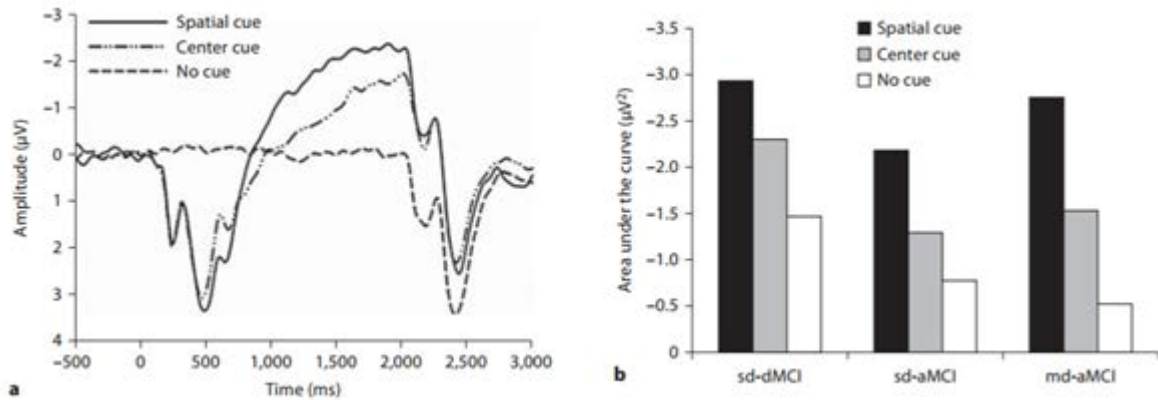 −3
−2
−1
0
1
2
3
4
Amplitude (µV)
Spatial cue
Center cue
No cue
−500
0
500
1,000
1,500
2,000
2,500
3,000
Time (ms)
a
−3.5
−3.0
−2.5
−2.0
−1.5
−1.0
−0.5
0
Area under the curve (µV²)
Spatial cue
Center cue
No cue
sd-dMCI
sd-aMCI
md-aMCI
b